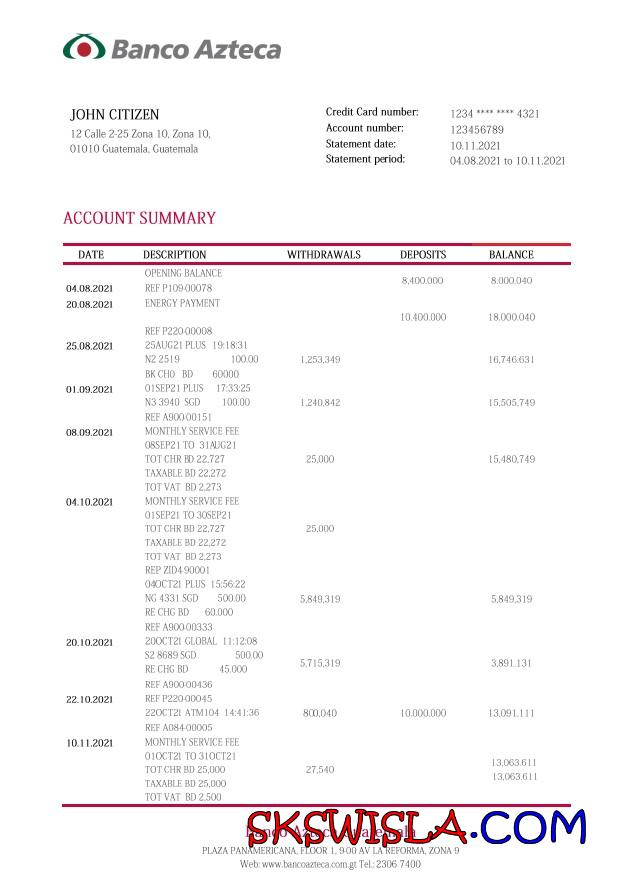 Banco Azteca
JOHN CITIZEN
12 Calle 2-25 Zona 10, Zona 10,
01010 Guatemala, Guatemala
Credit Card number: 1234 **** **** 4321
Account number: 123456789
Statement date: 10.11.2021
Statement period: 04.08.2021 to 10.11.2021
ACCOUNT SUMMARY
DATE DESCRIPTION WITHDRAWALS DEPOSITS BALANCE
OPENING BALANCE
8,400.000 8.000.040
04.08.2021 REF P109-00078
20.08.2021 ENERGY PAYMENT
10.400.000 18.000.040
REF P220-00008
25.08.2021 25AUG21 PLUS 19:18:31
N2 2519 100.00 1,253,349 16,746.631
BK CH0 BD 60000
01.09.2021 01SEP21 PLUS 17:33:25
N3 3940 SGD 100.00 1,240,842 15,505,749
REF A900-00151
08.09.2021 MONTHLY SERVICE FEE
08SEP21 TO 31AUG21
TOT CHR BD 22,727 25,000 15,480,749
TAXABLE BD 22,272
TOT VAT BD 2,273
04.10.2021 MONTHLY SERVICE FEE
01SEP21 TO 30SEP21
TOT CHR BD 22,727 25,000
TAXABLE BD 22,272
TOT VAT BD 2,273
REP ZID4-90001
04OCT21 PLUS 15:56:22
NG 4331 SGD 500.00 5,849,319 5,849,319
RE CHG BD 60.000
REF A900-00333
20.10.2021 20OCT21 GLOBAL 11:12:08
S2 8689 SGD 500.00
5,715,319 3,891.131
RE CHG BD 45.000
REF A900-00436
22.10.2021 REF P220-00045
22OCT21 ATM104 14:41:36 800,040 10,000.000 13,091.111
REF A084-00005
10.11.2021 MONTHLY SERVICE FEE
01OCT21 TO 31OCT21
13,063.611
TOT CHR BD 25,000 27,540
13,063.611
TAXABLE BD 25,000
TOT VAT BD 2,500
SKSWISLA.COM
Banco Azteca
PLAZA PANAMERICANA, FLOOR 1, 9-00 AV LA REFORMA, ZONA 9
Web: www.bancoazteca.com.gt Tel.: 2306 7400